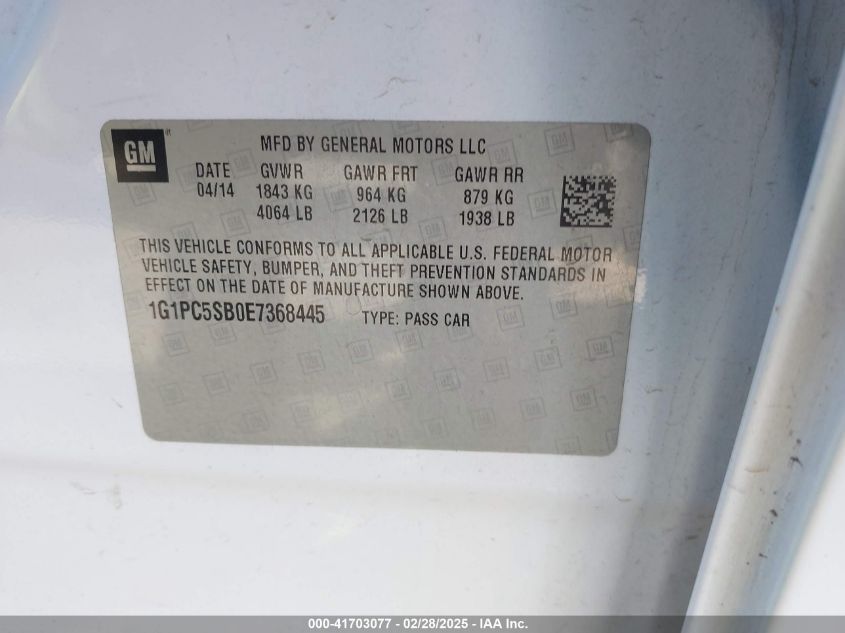 GM
MFD BY GENERAL MOTORS LLC
DATE GVWR GAWR FRT GAWR RR
04/14 1843 KG 964 KG 879 KG
4064 LB 2126 LB 1938 LB
THIS VEHICLE CONFORMS TO ALL APPLICABLE U.S. FEDERAL MOTOR
VEHICLE SAFETY, BUMPER, AND THEFT PREVENTION STANDARDS IN
EFFECT ON THE DATE OF MANUFACTURE SHOWN ABOVE.
1G1PC5SB0E7368445 TYPE: PASS CAR
000-41703077 - 02/28/2025 - IAA Inc.